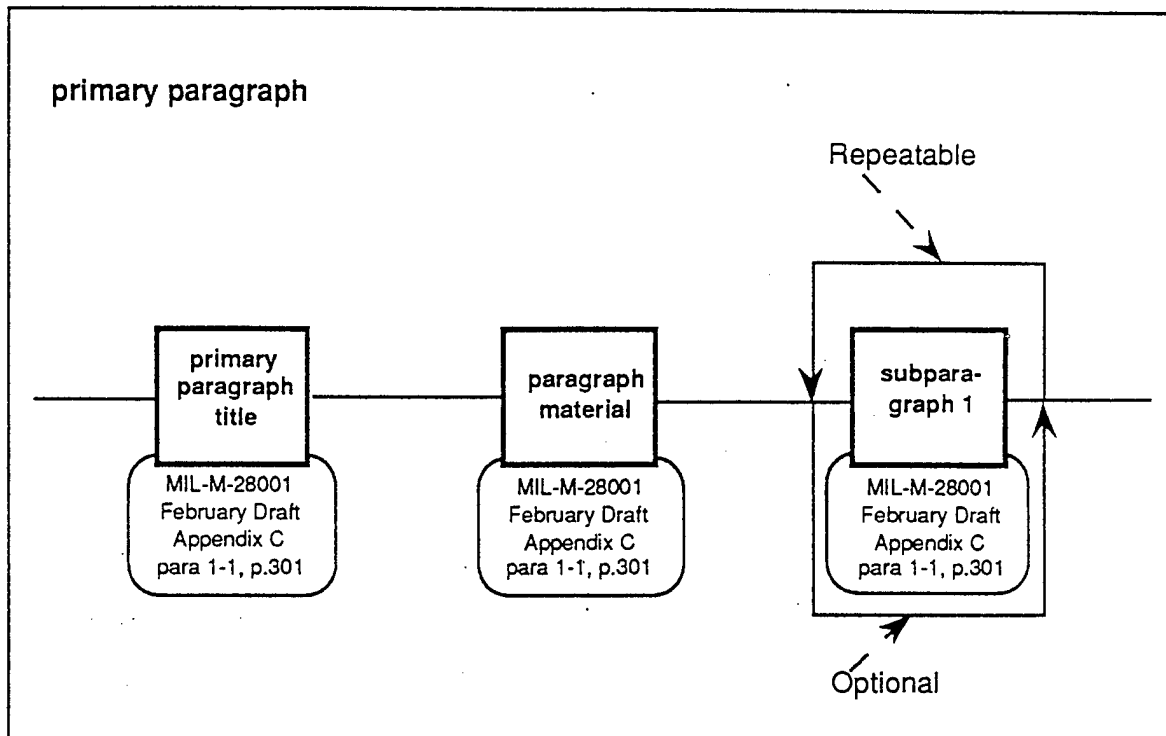 primary paragraph
Repeatable
primary
paragraph
title
paragraph
material
subpara-
graph 1
MIL-M-28001
February Draft
Appendix C
para 1-1, p.301
MIL-M-28001
February Draft
Appendix C
para 1-1, p.301
MIL-M-28001
February Draft
Appendix C
para 1-1, p.301
Optional